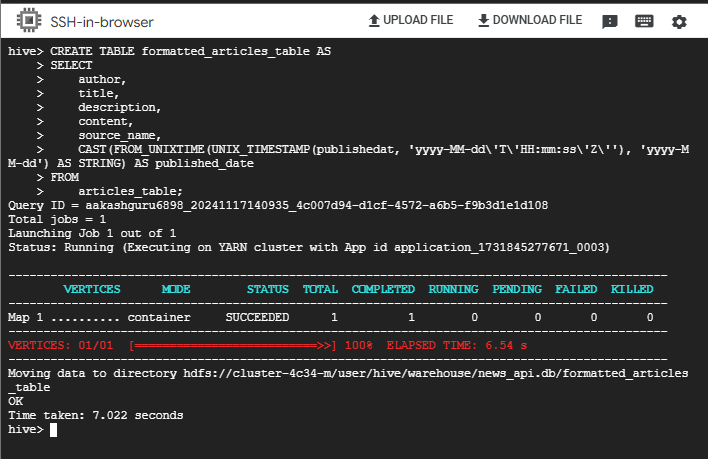 SSH-in-browser
UPLOAD FILE
DOWNLOAD FILE
hive> CREATE TABLE formatted_articles_table AS
    > SELECT
    >     author,
    >     title,
    >     description,
    >     content,
    >     source_name,
    >     CAST(FROM_UNIXTIME(UNIX_TIMESTAMP(publishedat, 'yyyy-MM-dd\'T\'HH:mm:ss\'Z\''), 'yyyy-M
M-dd') AS STRING) AS published_date
    > FROM
    >     articles_table;
Query ID = aakashguru6898_20241117140935_4c007d94-d1cf-4572-a6b5-f9b3d1e1d108
Total jobs = 1
Launching Job 1 out of 1
Status: Running (Executing on YARN cluster with App id application_1731845277671_0003)
----------------------------------------------------------------------------------------------
        VERTICES      MODE        STATUS  TOTAL  COMPLETED  RUNNING  PENDING  FAILED  KILLED
----------------------------------------------------------------------------------------------
Map 1 .......... container     SUCCEEDED      1          1        0        0       0       0
----------------------------------------------------------------------------------------------
VERTICES: 01/01  [==========================>>] 100%  ELAPSED TIME: 6.54 s
----------------------------------------------------------------------------------------------
Moving data to directory hdfs://cluster-4c34-m/user/hive/warehouse/news_api.db/formatted_articles
_table
OK
Time taken: 7.022 seconds
hive>